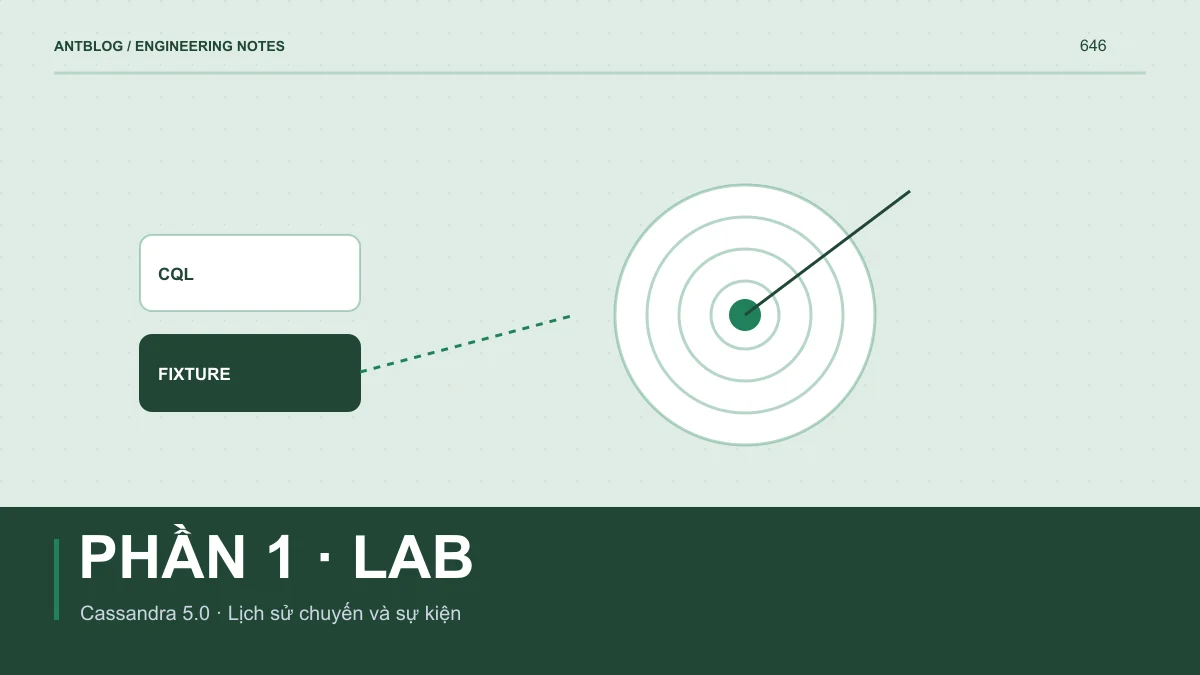 ANTBLOG / ENGINEERING NOTES
646
CQL
FIXTURE
PHẦN 1 · LAB
Cassandra 5.0 · Lịch sử chuyến và sự kiện